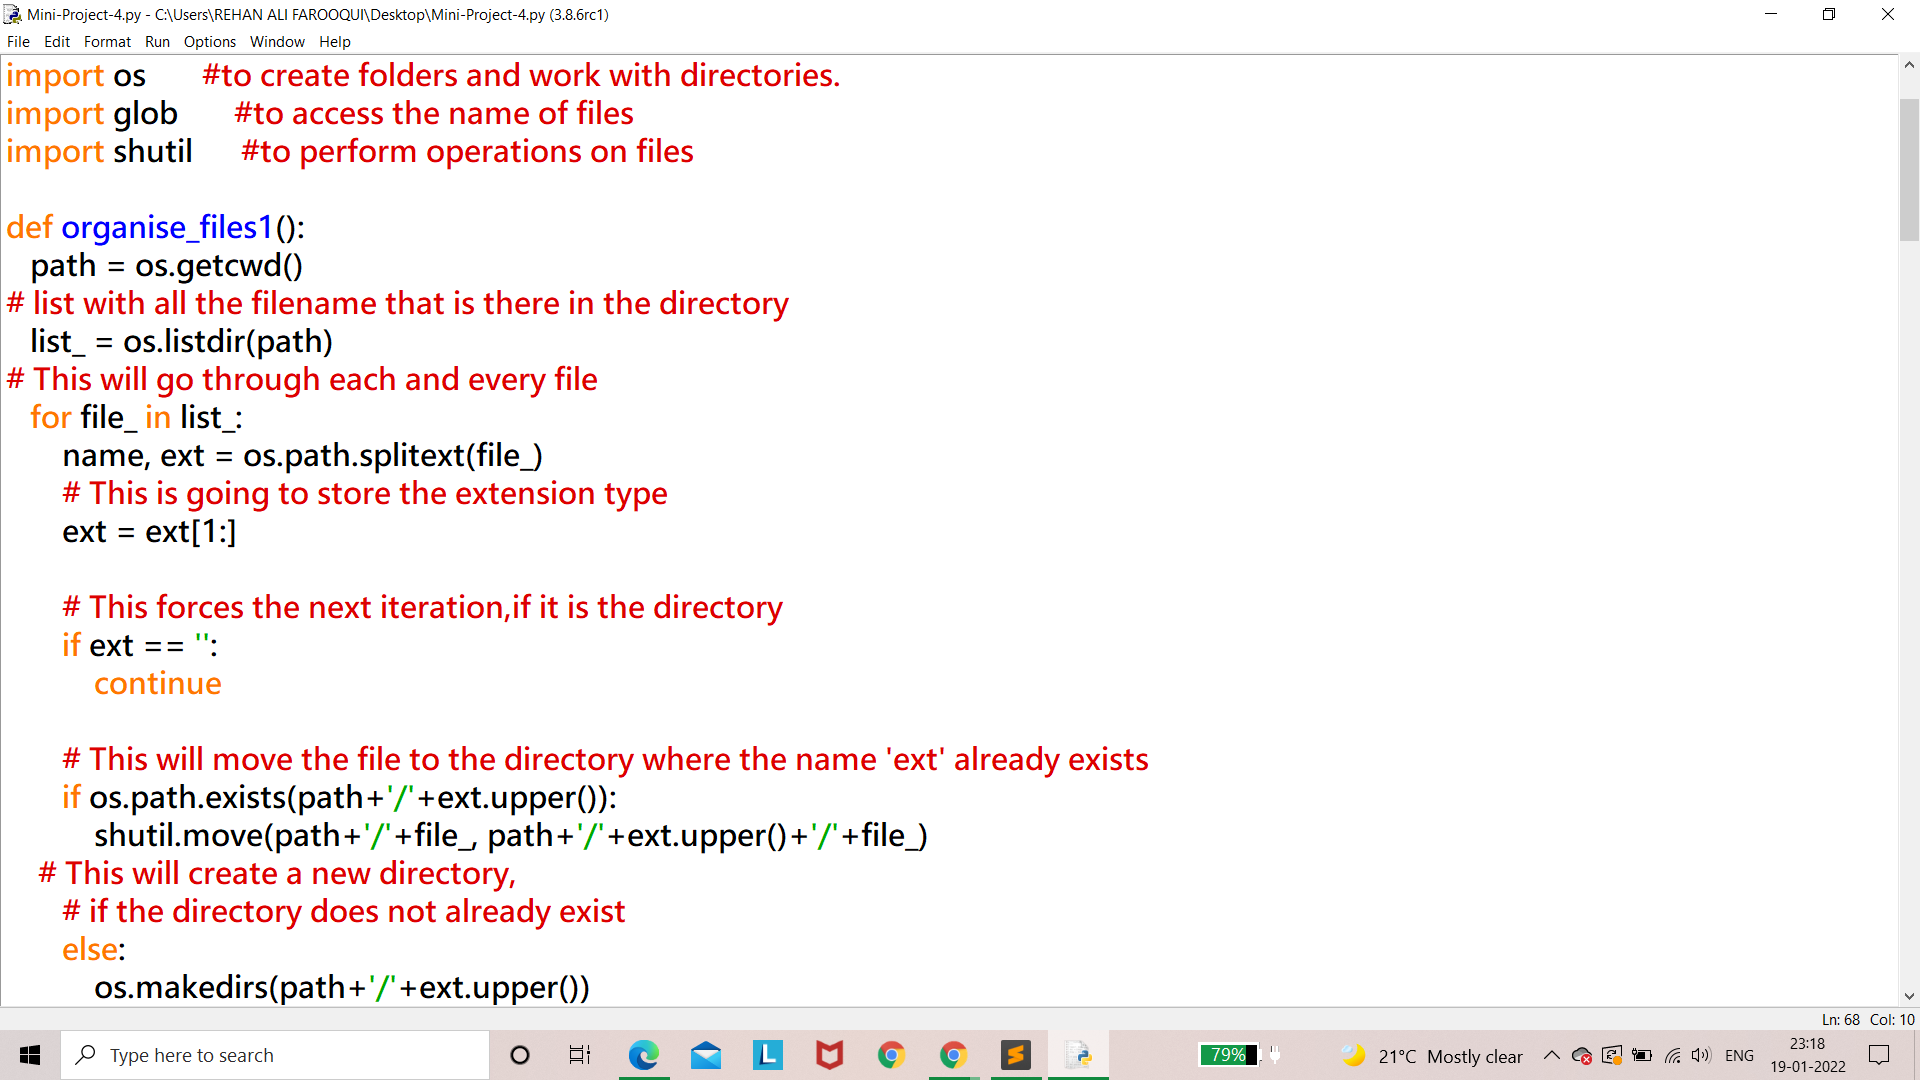 Mini-Project-4.py - C:\Users\REHAN ALI FAROOQUI\Desktop\Mini-Project-4.py (3.8.6rc1)
File Edit Format Run Options Window Help
import os #to create folders and work with directories.
import glob #to access the name of files
import shutil #to perform operations on files
def organise_files1():
path = os.getcwd()
# list with all the filename that is there in the directory
list_ = os.listdir(path)
# This will go through each and every file
for file_ in list_:
name, ext = os.path.splitext(file_)
# This is going to store the extension type
ext = ext[1:]
# This forces the next iteration,if it is the directory
if ext == '':
continue
# This will move the file to the directory where the name 'ext' already exists
if os.path.exists(path+'/'+ext.upper()):
shutil.move(path+'/'+file_, path+'/'+ext.upper()+'/'+file_)
# This will create a new directory,
# if the directory does not already exist
else:
os.makedirs(path+'/'+ext.upper())
Ln: 68 Col: 10
Type here to search
L
79%
21°C Mostly clear
ENG
23:18
19-01-2022